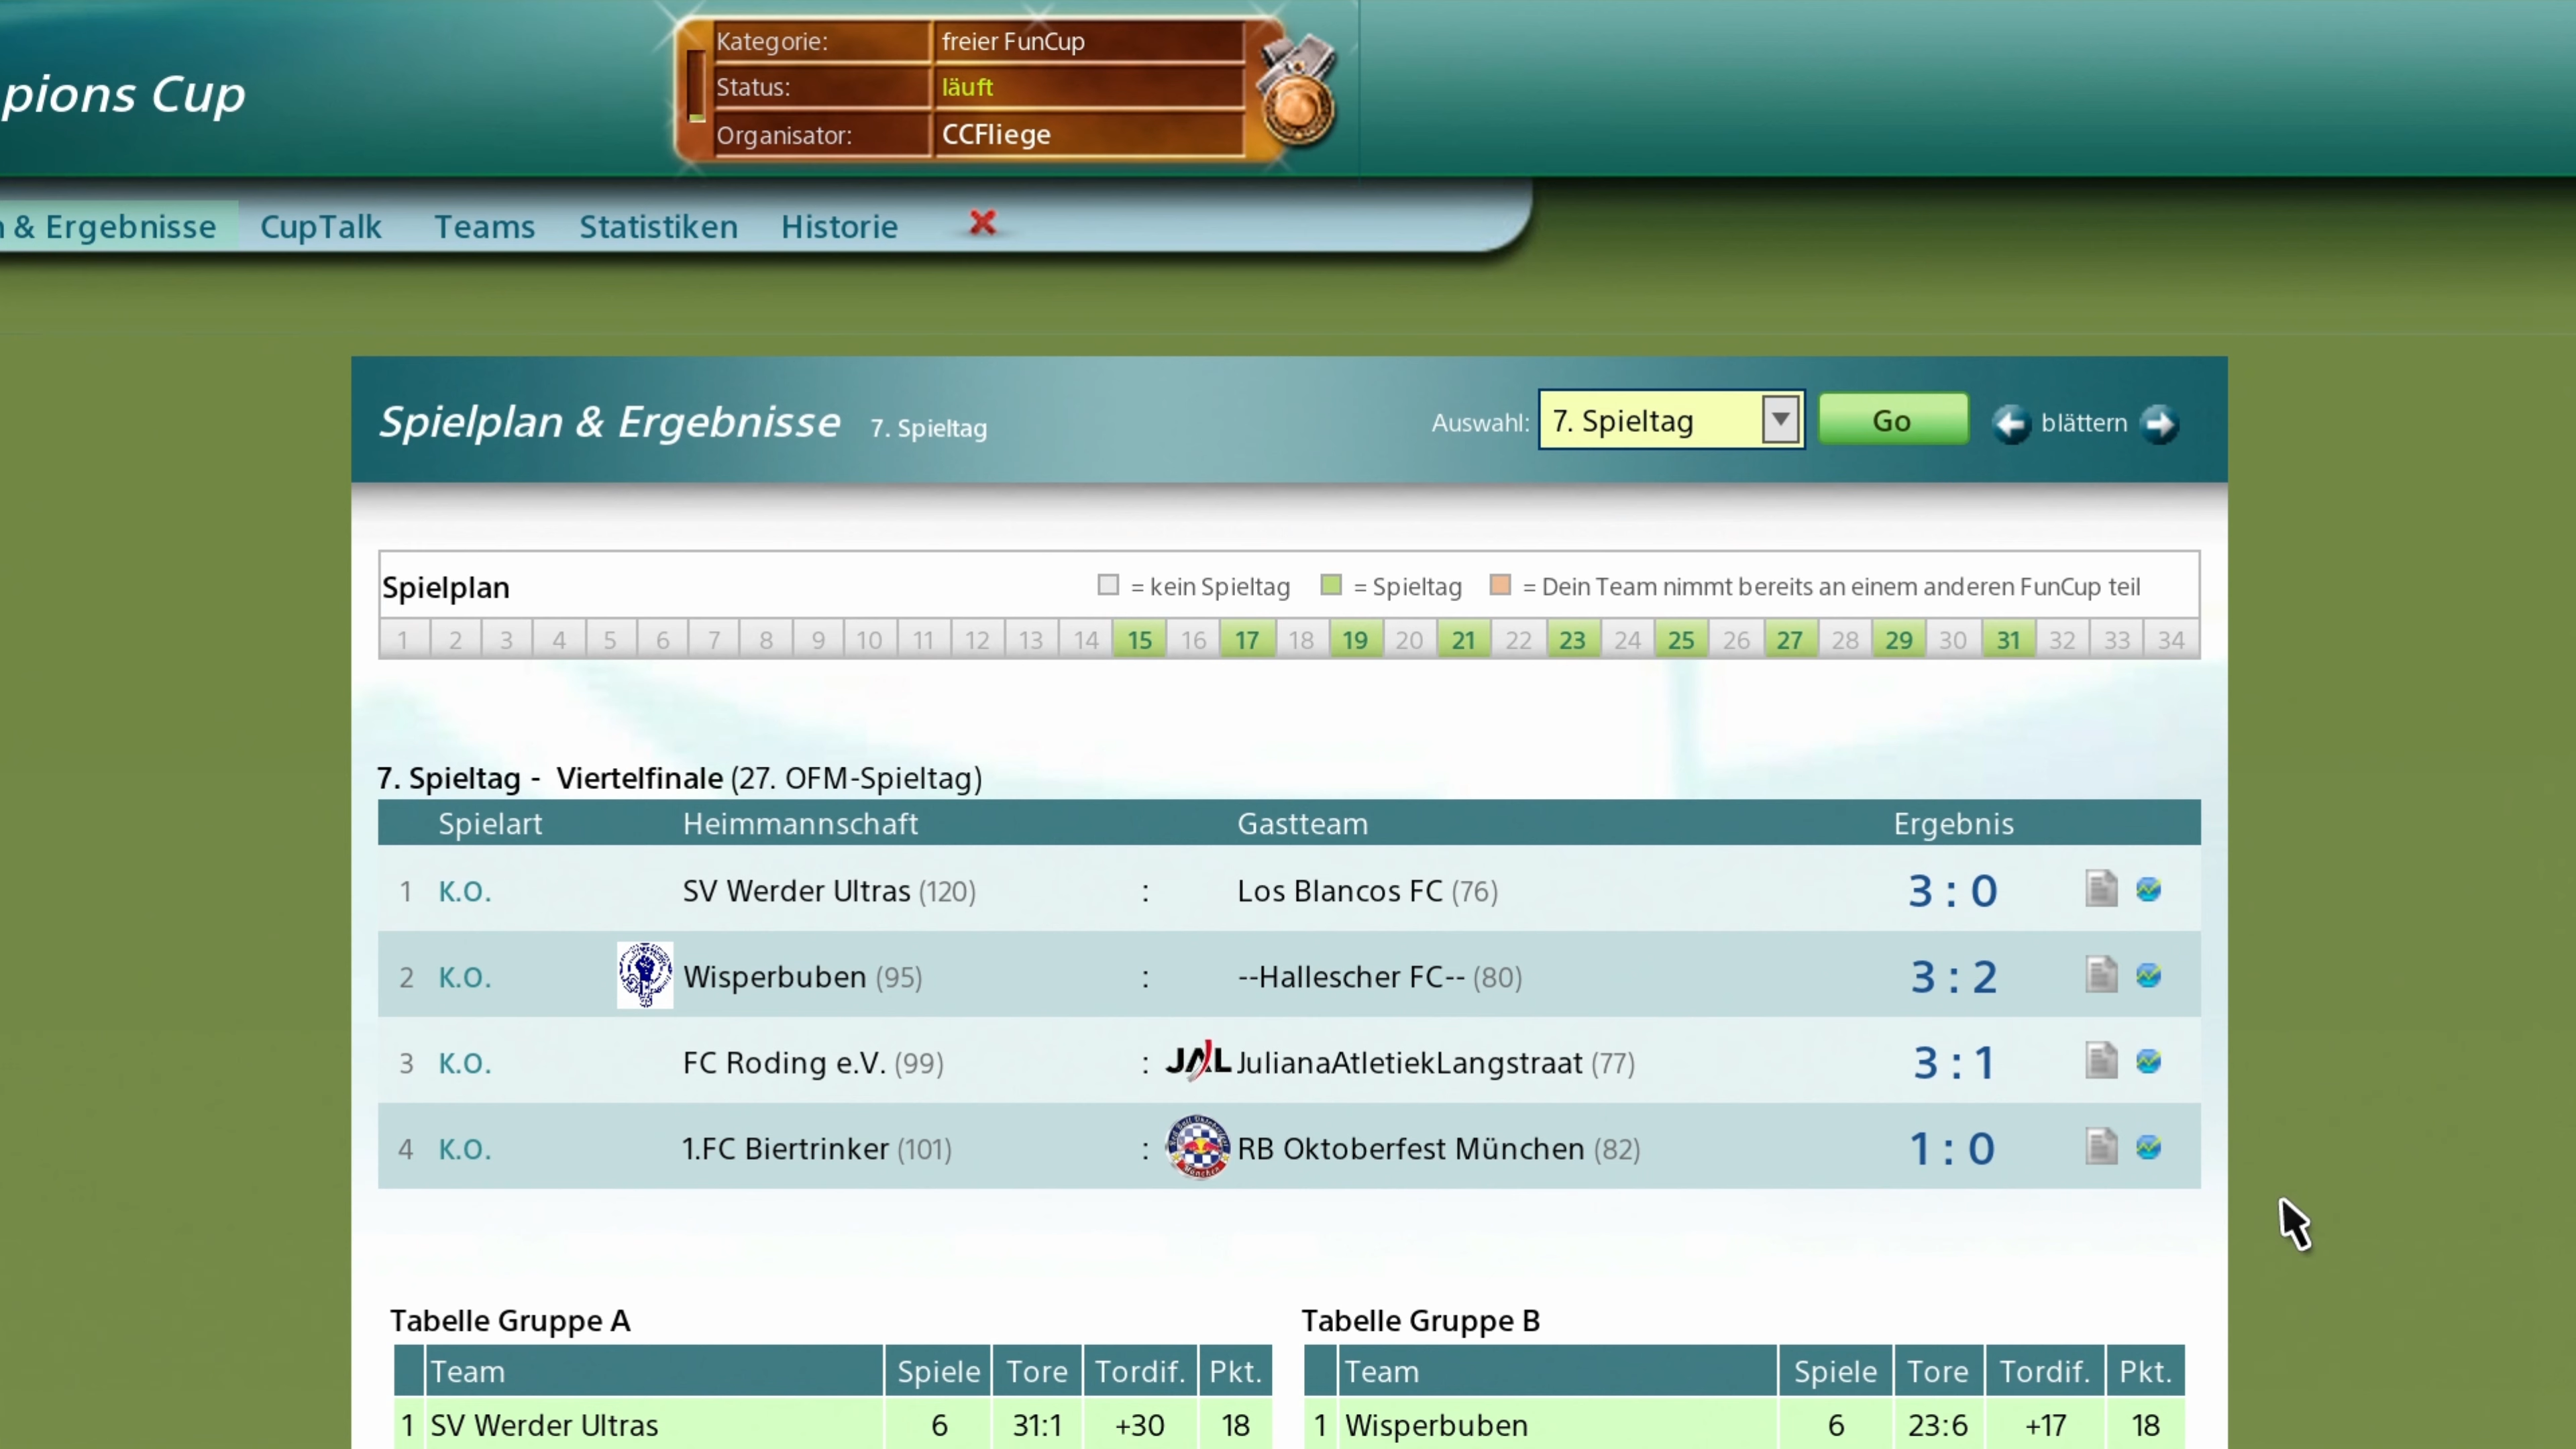 Kategorie: freier FunCup
pions Cup
Status: läuft
Organisator: CCFliege
& Ergebnisse CupTalk Teams Statistiken Historie
Spielplan & Ergebnisse 7. Spieltag Auswahl: 7. Spieltag Go blättern
Spielplan = kein Spieltag = Spieltag = Dein Team nimmt bereits an einem anderen FunCup teil
1 2 3 4 5 6 7 8 9 10 11 12 13 14 15 16 17 18 19 20 21 22 23 24 25 26 27 28 29 30 31 32 33 34
7. Spieltag - Viertelfinale (27. OFM-Spieltag)
Spielart Heimmannschaft Gastteam Ergebnis
1 K.O. SV Werder Ultras (120) : Los Blancos FC (76) 3 : 0
2 K.O. Wisperbuben (95) : --Hallescher FC-- (80) 3 : 2
3 K.O. FC Roding e.V. (99) : JAL JulianaAtletiekLangstraat (77) 3 : 1
4 K.O. 1.FC Biertrinker (101) : RB Oktoberfest München (82) 1 : 0
Tabelle Gruppe A
Team Spiele Tore Tordif. Pkt.
1 SV Werder Ultras 6 31:1 +30 18
Tabelle Gruppe B
Team Spiele Tore Tordif. Pkt.
1 Wisperbuben 6 23:6 +17 18